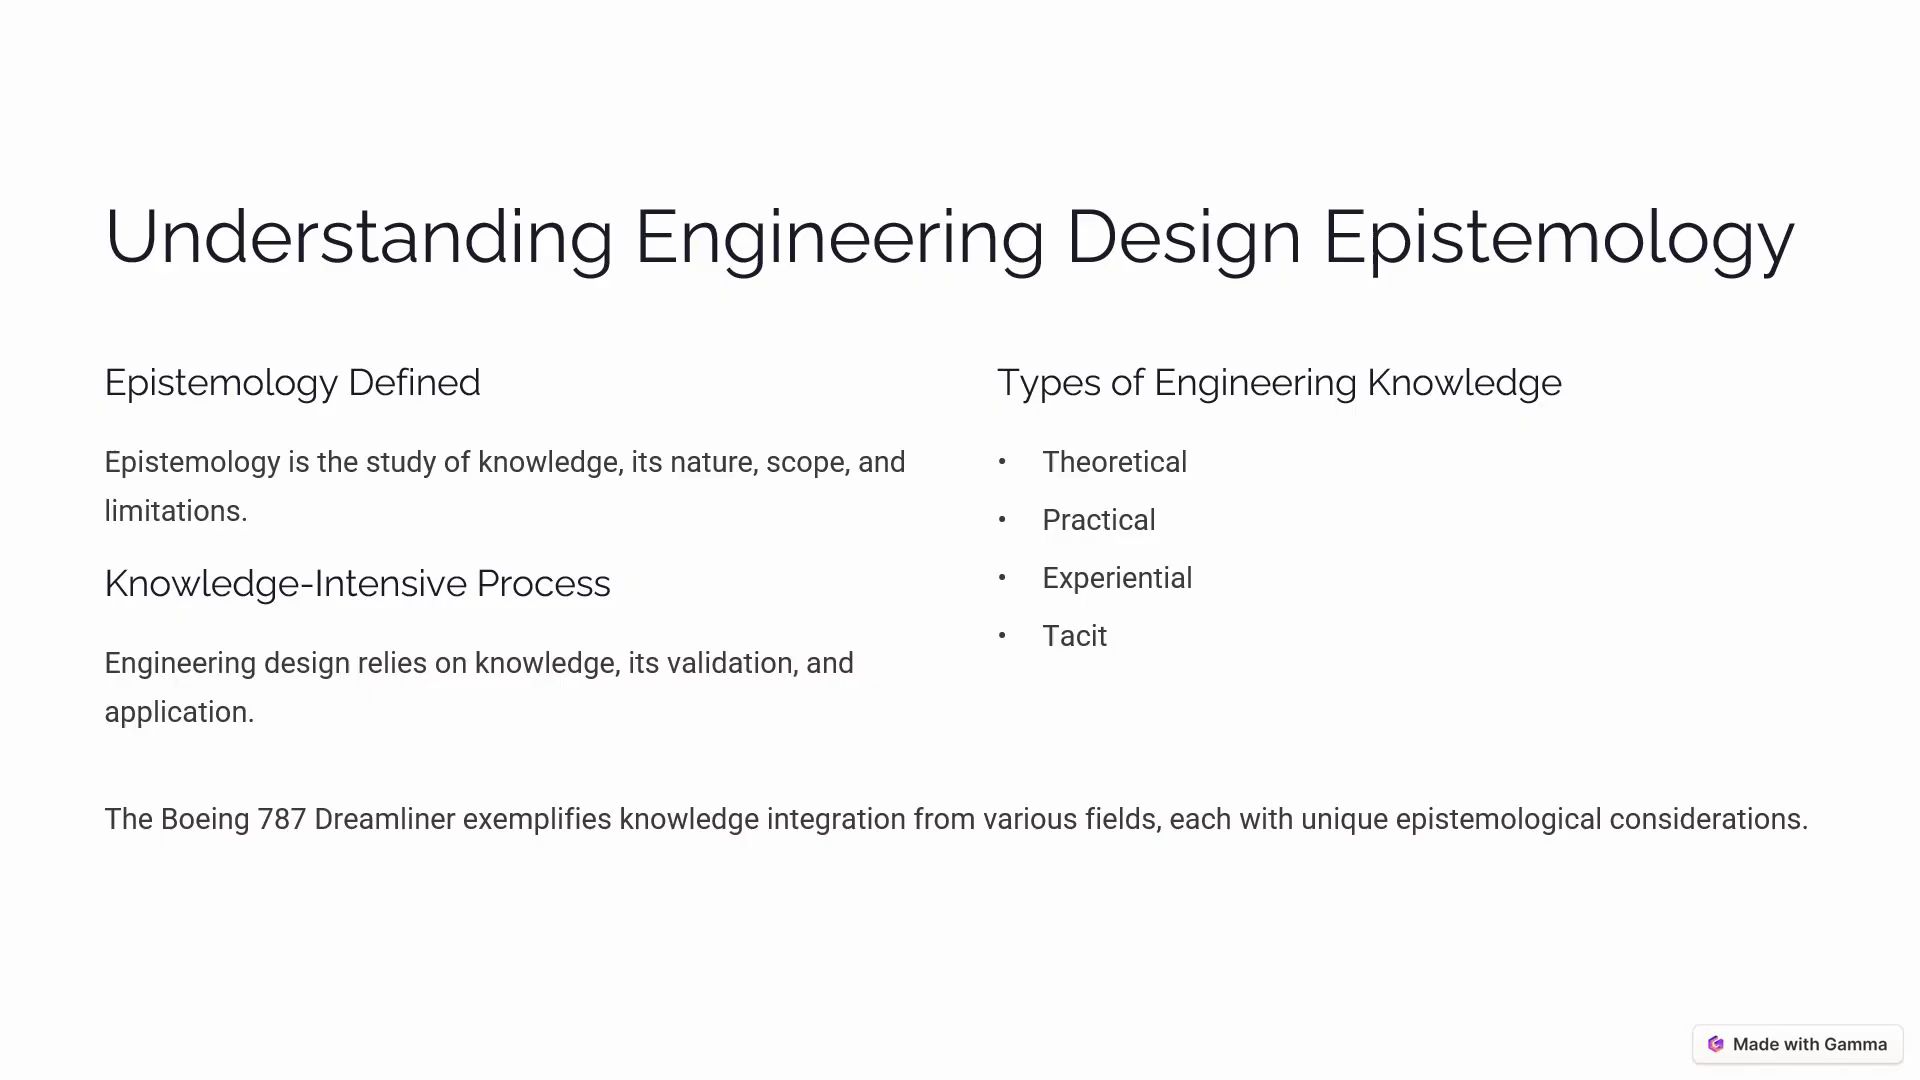 Understanding Engineering Design Epistemology
Epistemology Defined
Epistemology is the study of knowledge, its nature, scope, and
limitations.
Knowledge-Intensive Process
Engineering design relies on knowledge, its validation, and
application.
Types of Engineering Knowledge
• Theoretical
• Practical
• Experiential
• Tacit
The Boeing 787 Dreamliner exemplifies knowledge integration from various fields, each with unique epistemological considerations.
Made with Gamma